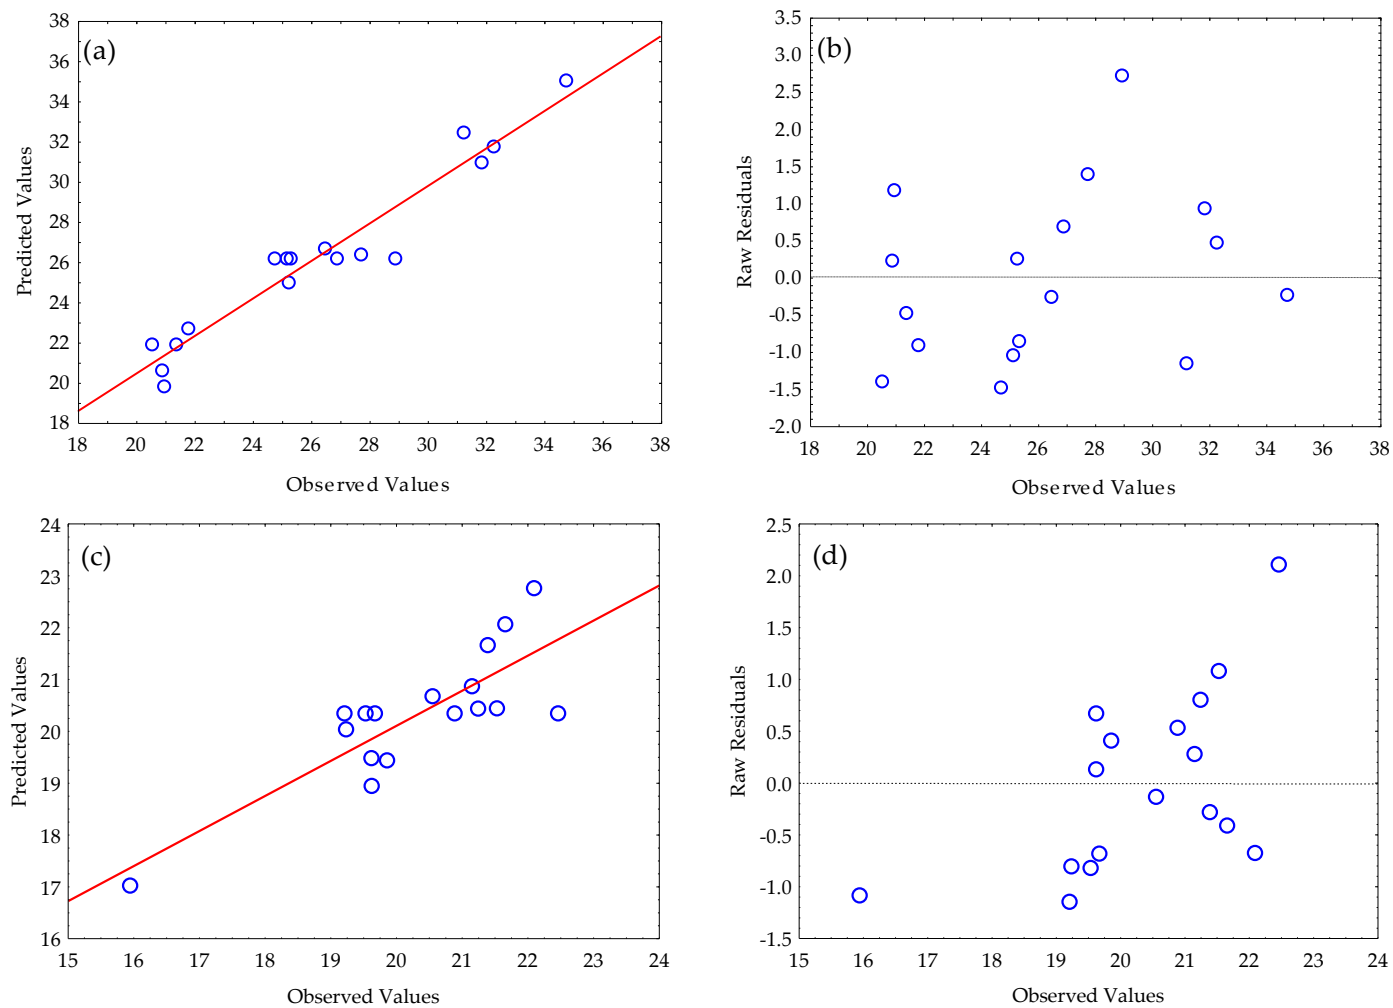 (a)
38
36
34
32
30
28
26
24
22
20
18
Predicted Values
18 20 22 24 26 28 30 32 34 36 38
Observed Values
(b)
3.5
3.0
2.5
2.0
1.5
1.0
0.5
0.0
-0.5
-1.0
-1.5
-2.0
Raw Residuals
18 20 22 24 26 28 30 32 34 36 38
Observed Values
(c)
24
23
22
21
20
19
18
17
16
Predicted Values
15 16 17 18 19 20 21 22 23 24
Observed Values
(d)
2.5
2.0
1.5
1.0
0.5
0.0
-0.5
-1.0
-1.5
Raw Residuals
15 16 17 18 19 20 21 22 23 24
Observed Values